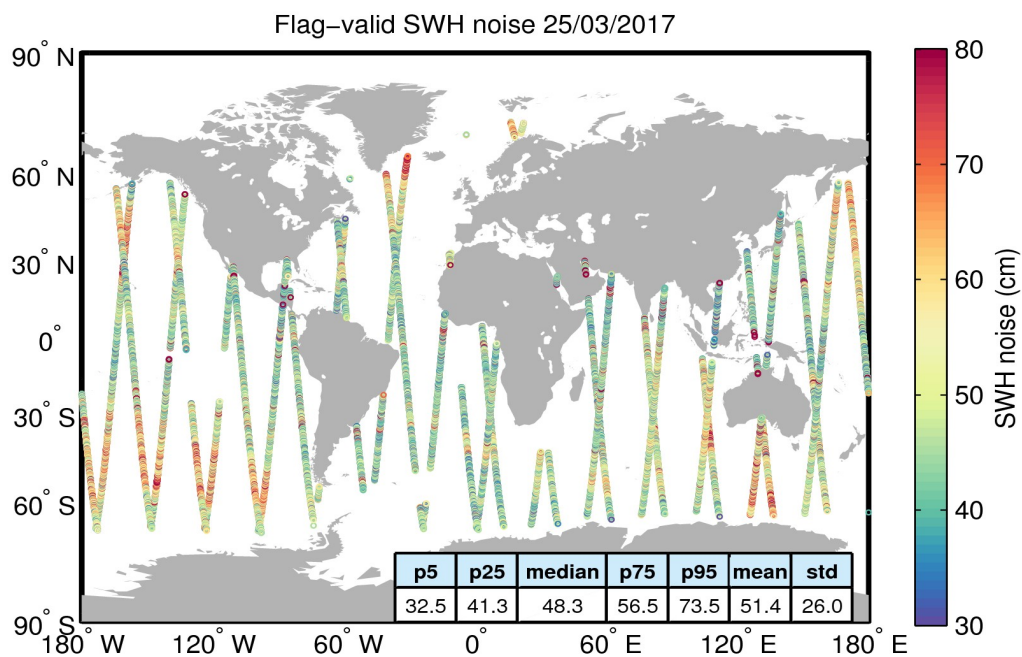 Flag−valid SWH noise 25/03/2017
90° N
60° N
30° N
0°
30° S
60° S
90° S
180° W
120° W
60° W
0°
60° E
120° E
180° E
80
70
60
50
40
30
SWH noise (cm)
p5 p25 median p75 p95 mean std
32.5 41.3 48.3 56.5 73.5 51.4 26.0